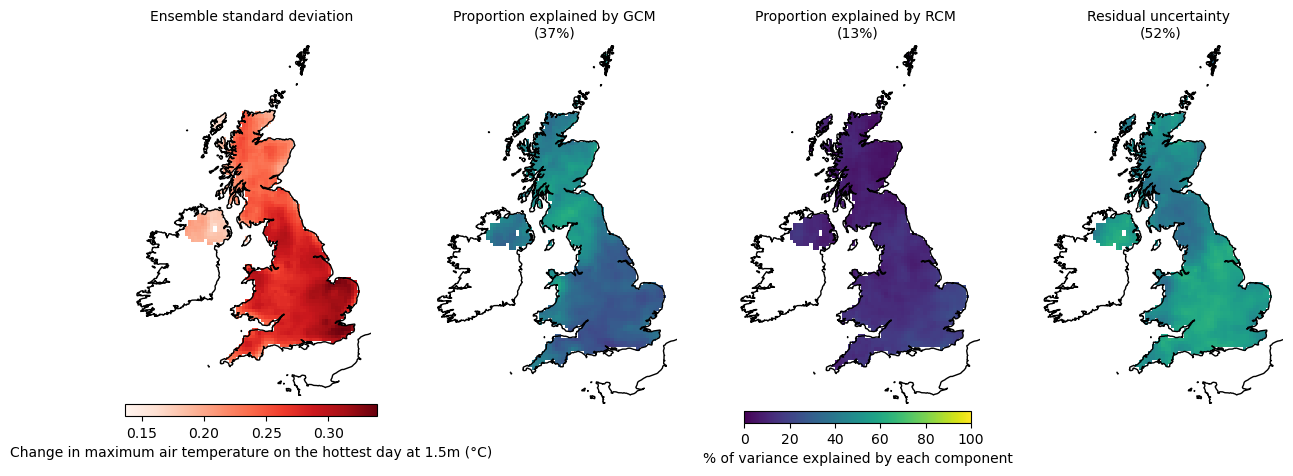 Ensemble standard deviation
Proportion explained by GCM
(37%)
Proportion explained by RCM
(13%)
Residual uncertainty
(52%)
0.15 0.20 0.25 0.30
Change in maximum air temperature on the hottest day at 1.5m (°C)
0 20 40 60 80 100
% of variance explained by each component